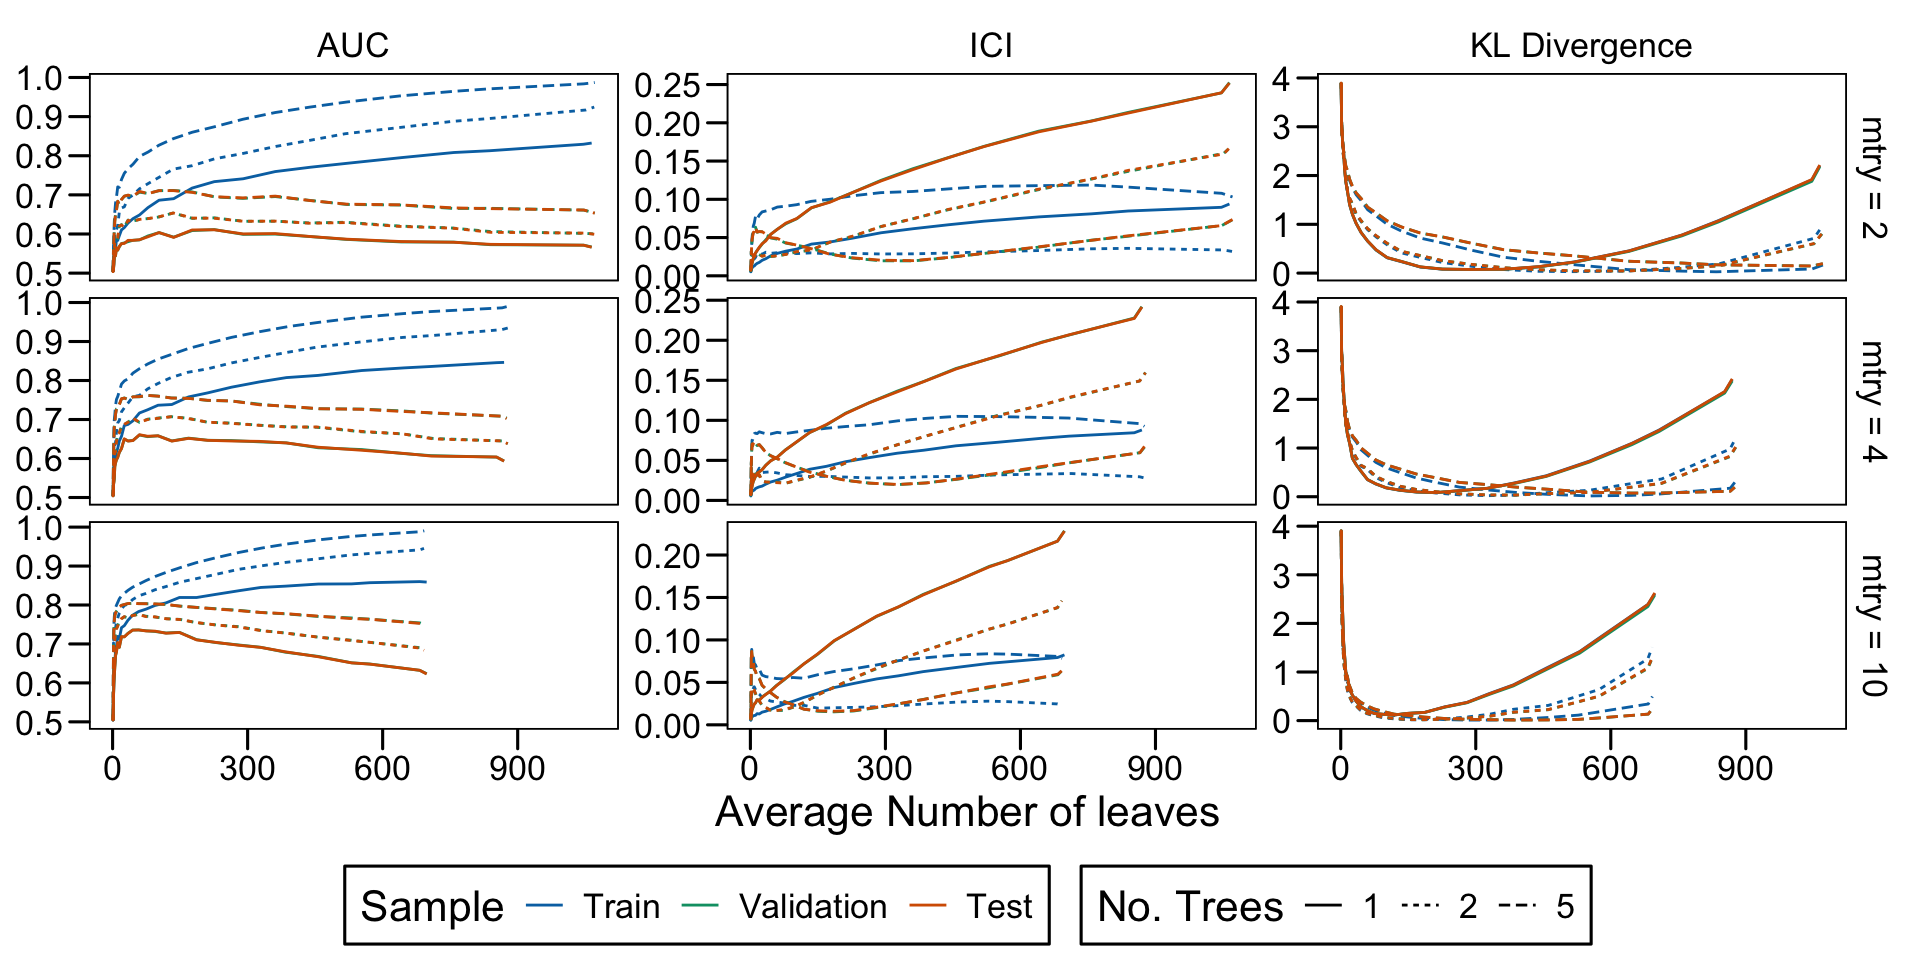 AUC ICI KL Divergence
1.0 0.9 0.8 0.7 0.6 0.5
0.25 0.20 0.15 0.10 0.05 0.00
4 3 2 1 0
mtry = 2
1.0 0.9 0.8 0.7 0.6 0.5
0.25 0.20 0.15 0.10 0.05 0.00
4 3 2 1 0
mtry = 4
1.0 0.9 0.8 0.7 0.6 0.5
0.20 0.15 0.10 0.05 0.00
4 3 2 1 0
mtry = 10
0 300 600 900 0 300 600 900 0 300 600 900
Average Number of leaves
Sample Train Validation Test No. Trees 1 2 5